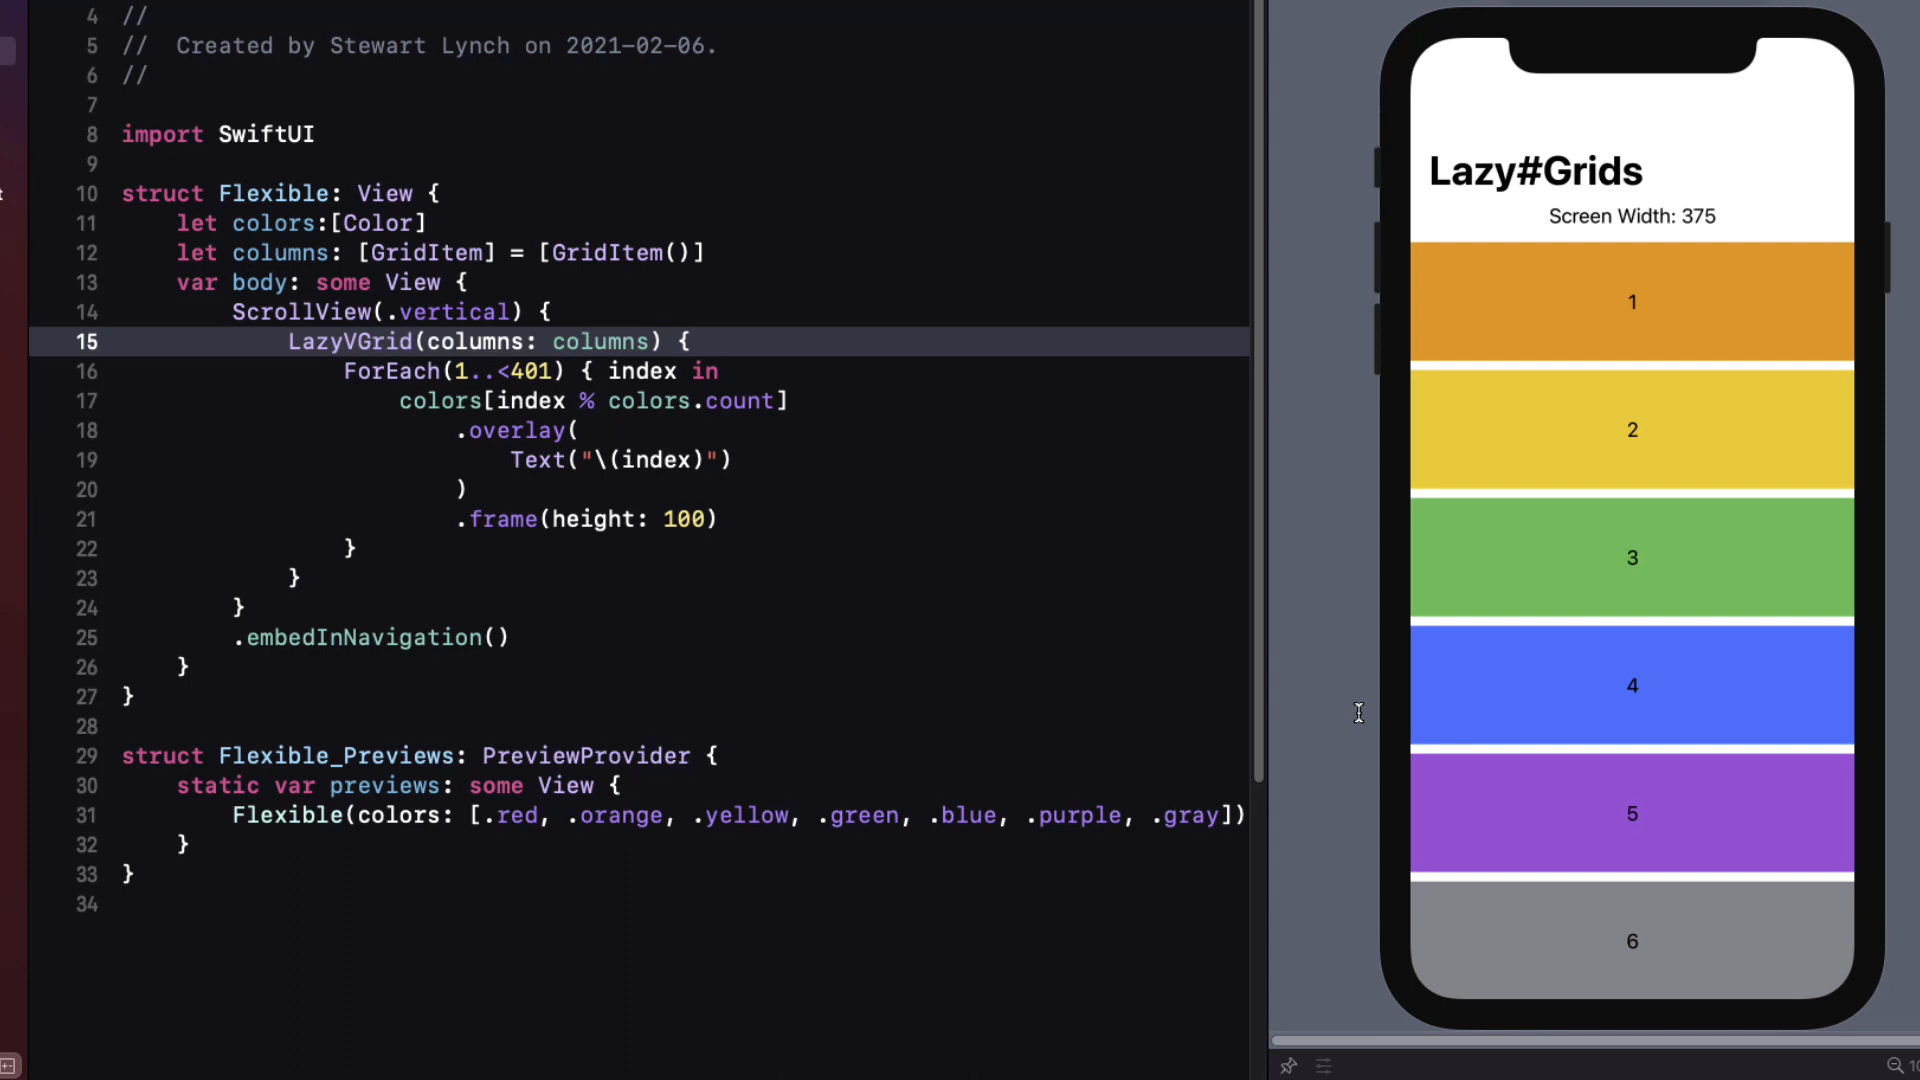 4 //
5 //  Created by Stewart Lynch on 2021-02-06.
6 //
7
8 import SwiftUI
9
10 struct Flexible: View {
11     let colors:[Color]
12     let columns: [GridItem] = [GridItem()]
13     var body: some View {
14         ScrollView(.vertical) {
15             LazyVGrid(columns: columns) {
16                 ForEach(1..<401) { index in
17                     colors[index % colors.count]
18                         .overlay(
19                             Text("\(index)")
20                         )
21                         .frame(height: 100)
22                 }
23             }
24         }
25         .embedInNavigation()
26     }
27 }
28
29 struct Flexible_Previews: PreviewProvider {
30     static var previews: some View {
31         Flexible(colors: [.red, .orange, .yellow, .green, .blue, .purple, .gray])
32     }
33 }
34
Lazy#Grids
Screen Width: 375
1
2
3
4
5
6